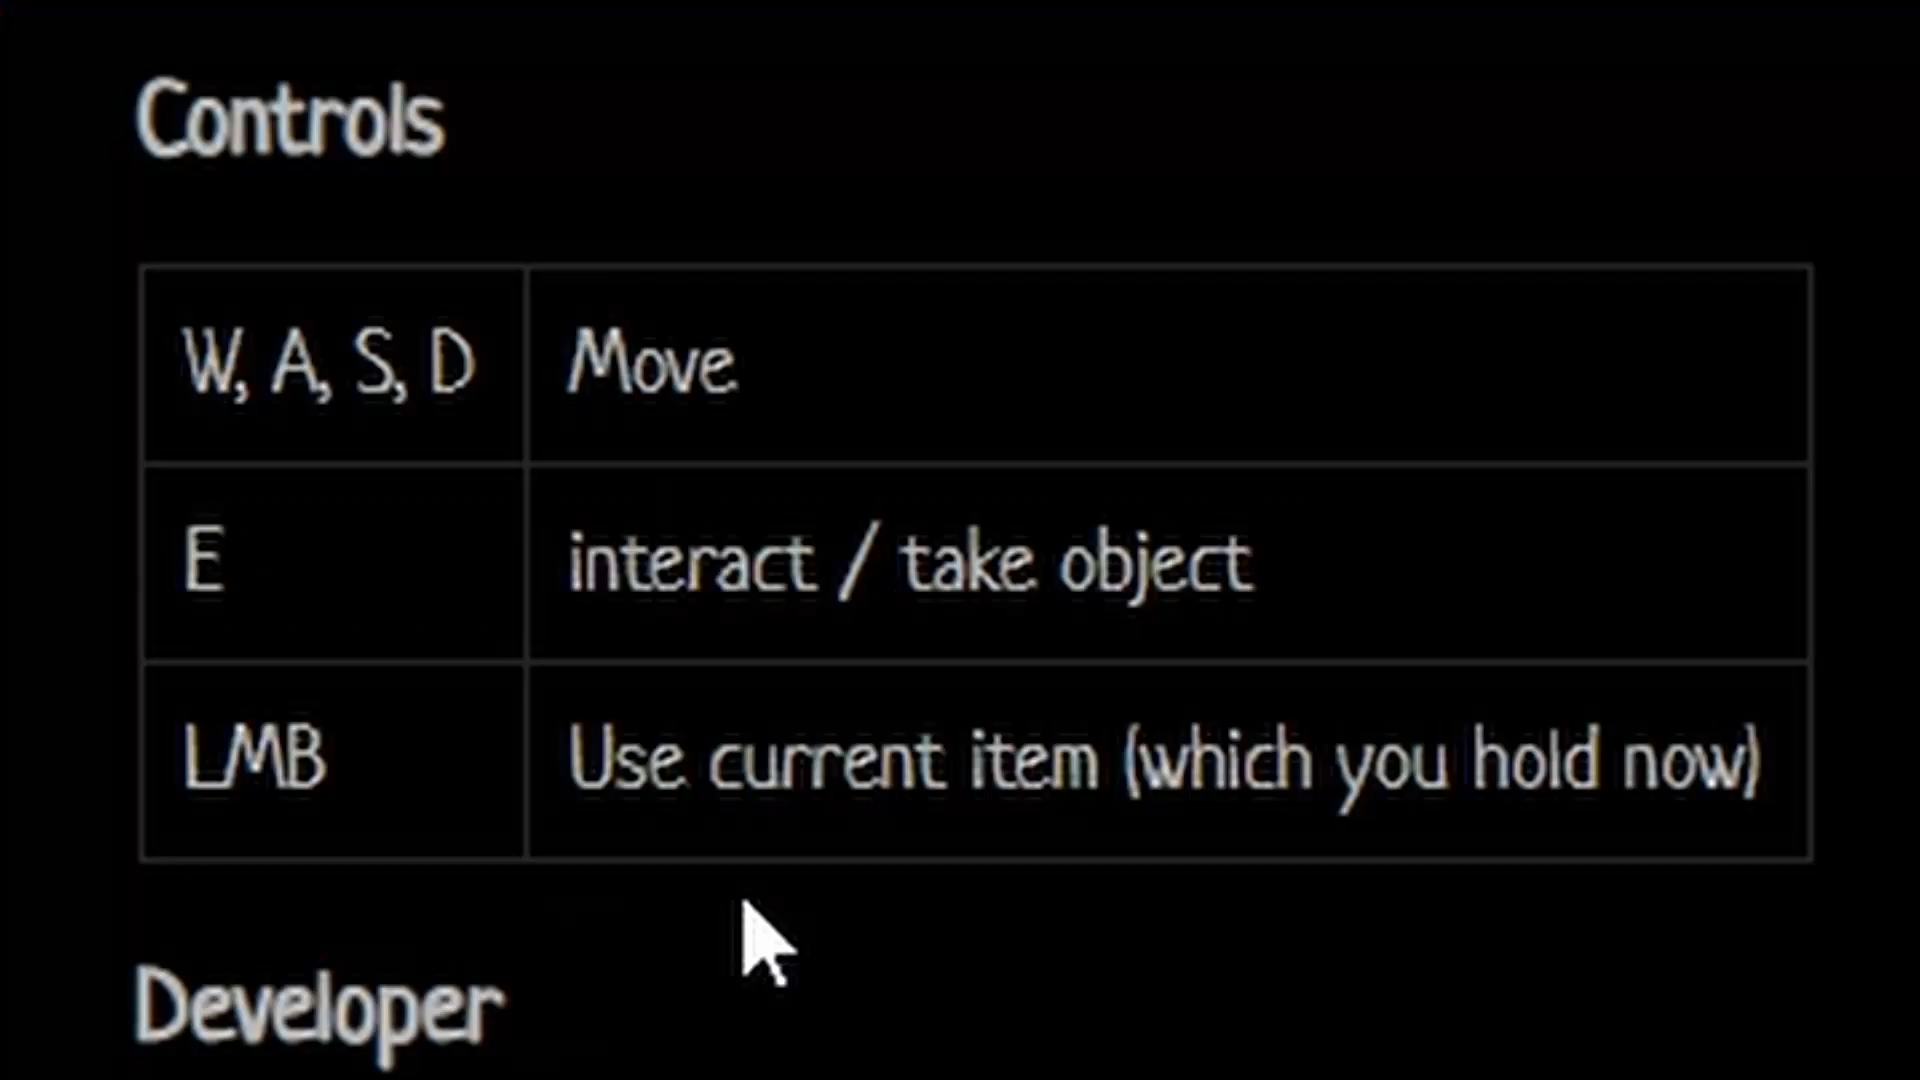 Controls
W, A, S, D Move
E interact / take object
LMB Use current item (which you hold now)
Developer